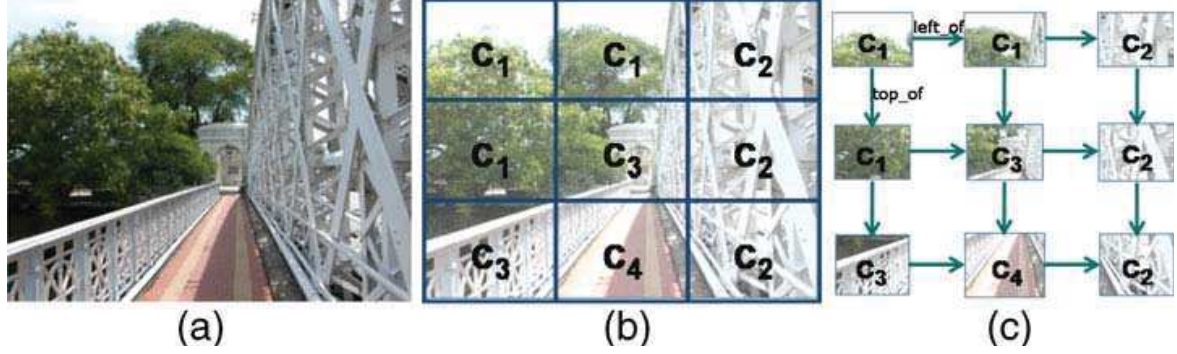 C1 C1 C2
C1 C3 C2
C3 C4 C2
C1 left_of C1 C2
top_of
C1 C3 C2
C3 C4 C2
(a) (b) (c)